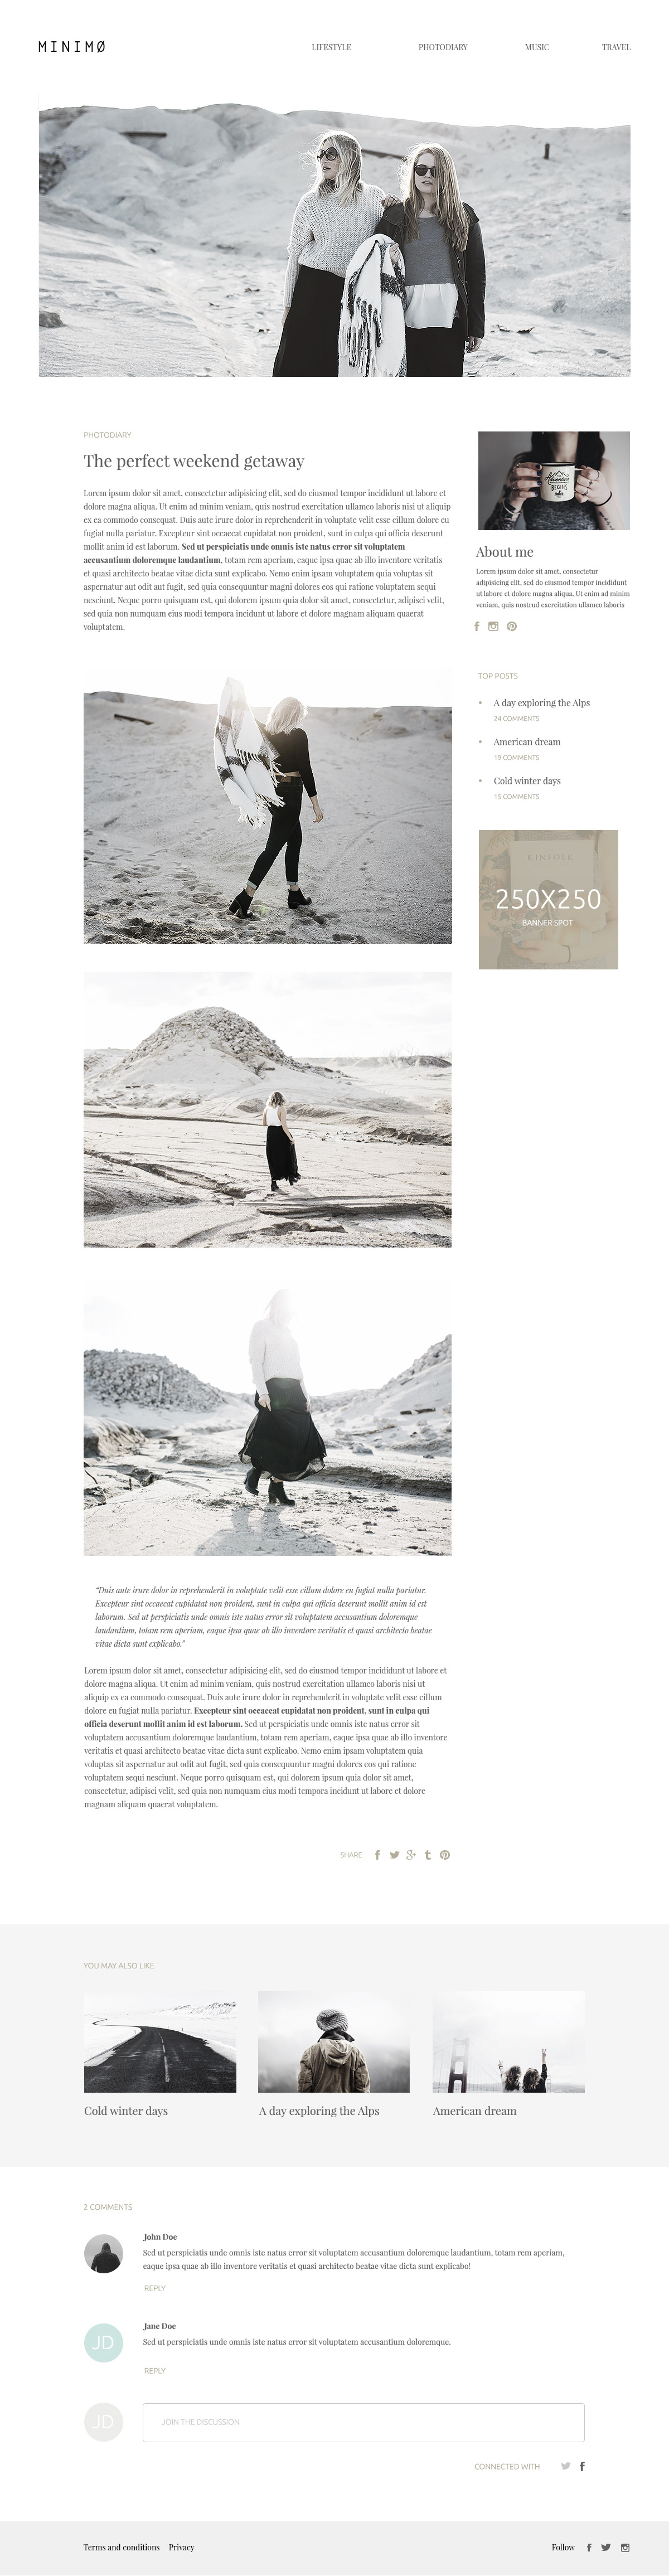 MINIMØ
LIFESTYLE PHOTODIARY MUSIC TRAVEL
PHOTODIARY
The perfect weekend getaway
Lorem ipsum dolor sit amet, consectetur adipisicing elit, sed do eiusmod tempor incididunt ut labore et
dolore magna aliqua. Ut enim ad minim veniam, quis nostrud exercitation ullamco laboris nisi ut aliquip
ex ea commodo consequat. Duis aute irure dolor in reprehenderit in voluptate velit esse cillum dolore eu
fugiat nulla pariatur. Excepteur sint occaecat cupidatat non proident, sunt in culpa qui officia deserunt
mollit anim id est laborum. Sed ut perspiciatis unde omnis iste natus error sit voluptatem
accusantium doloremque laudantium, totam rem aperiam, eaque ipsa quae ab illo inventore veritatis
et quasi architecto beatae vitae dicta sunt explicabo. Nemo enim ipsam voluptatem quia voluptas sit
aspernatur aut odit aut fugit, sed quia consequuntur magni dolores eos qui ratione voluptatem sequi
nesciunt. Neque porro quisquam est, qui dolorem ipsum quia dolor sit amet, consectetur, adipisci velit,
sed quia non numquam eius modi tempora incidunt ut labore et dolore magnam aliquam quaerat
voluptatem.
Adventure
BEGINS
About me
Lorem ipsum dolor sit amet, consectetur
adipisicing elit, sed do eiusmod tempor incididunt
ut labore et dolore magna aliqua. Ut enim ad minim
veniam, quis nostrud exercitation ullamco laboris
TOP POSTS
A day exploring the Alps
24 COMMENTS
American dream
19 COMMENTS
Cold winter days
15 COMMENTS
KINFOLK
250X250
BANNER SPOT
“Duis aute irure dolor in reprehenderit in voluptate velit esse cillum dolore eu fugiat nulla pariatur.
Excepteur sint occaecat cupidatat non proident, sunt in culpa qui officia deserunt mollit anim id est
laborum. Sed ut perspiciatis unde omnis iste natus error sit voluptatem accusantium doloremque
laudantium, totam rem aperiam, eaque ipsa quae ab illo inventore veritatis et quasi architecto beatae
vitae dicta sunt explicabo.”
Lorem ipsum dolor sit amet, consectetur adipisicing elit, sed do eiusmod tempor incididunt ut labore et
dolore magna aliqua. Ut enim ad minim veniam, quis nostrud exercitation ullamco laboris nisi ut
aliquip ex ea commodo consequat. Duis aute irure dolor in reprehenderit in voluptate velit esse cillum
dolore eu fugiat nulla pariatur. Excepteur sint occaecat cupidatat non proident, sunt in culpa qui
officia deserunt mollit anim id est laborum. Sed ut perspiciatis unde omnis iste natus error sit
voluptatem accusantium doloremque laudantium, totam rem aperiam, eaque ipsa quae ab illo inventore
veritatis et quasi architecto beatae vitae dicta sunt explicabo. Nemo enim ipsam voluptatem quia
voluptas sit aspernatur aut odit aut fugit, sed quia consequuntur magni dolores eos qui ratione
voluptatem sequi nesciunt. Neque porro quisquam est, qui dolorem ipsum quia dolor sit amet,
consectetur, adipisci velit, sed quia non numquam eius modi tempora incidunt ut labore et dolore
magnam aliquam quaerat voluptatem.
SHARE
YOU MAY ALSO LIKE
Cold winter days
A day exploring the Alps
American dream
2 COMMENTS
John Doe
Sed ut perspiciatis unde omnis iste natus error sit voluptatem accusantium doloremque laudantium, totam rem aperiam,
eaque ipsa quae ab illo inventore veritatis et quasi architecto beatae vitae dicta sunt explicabo!
REPLY
JD
Jane Doe
Sed ut perspiciatis unde omnis iste natus error sit voluptatem accusantium doloremque.
REPLY
JD
JOIN THE DISCUSSION
CONNECTED WITH
Terms and conditions Privacy Follow